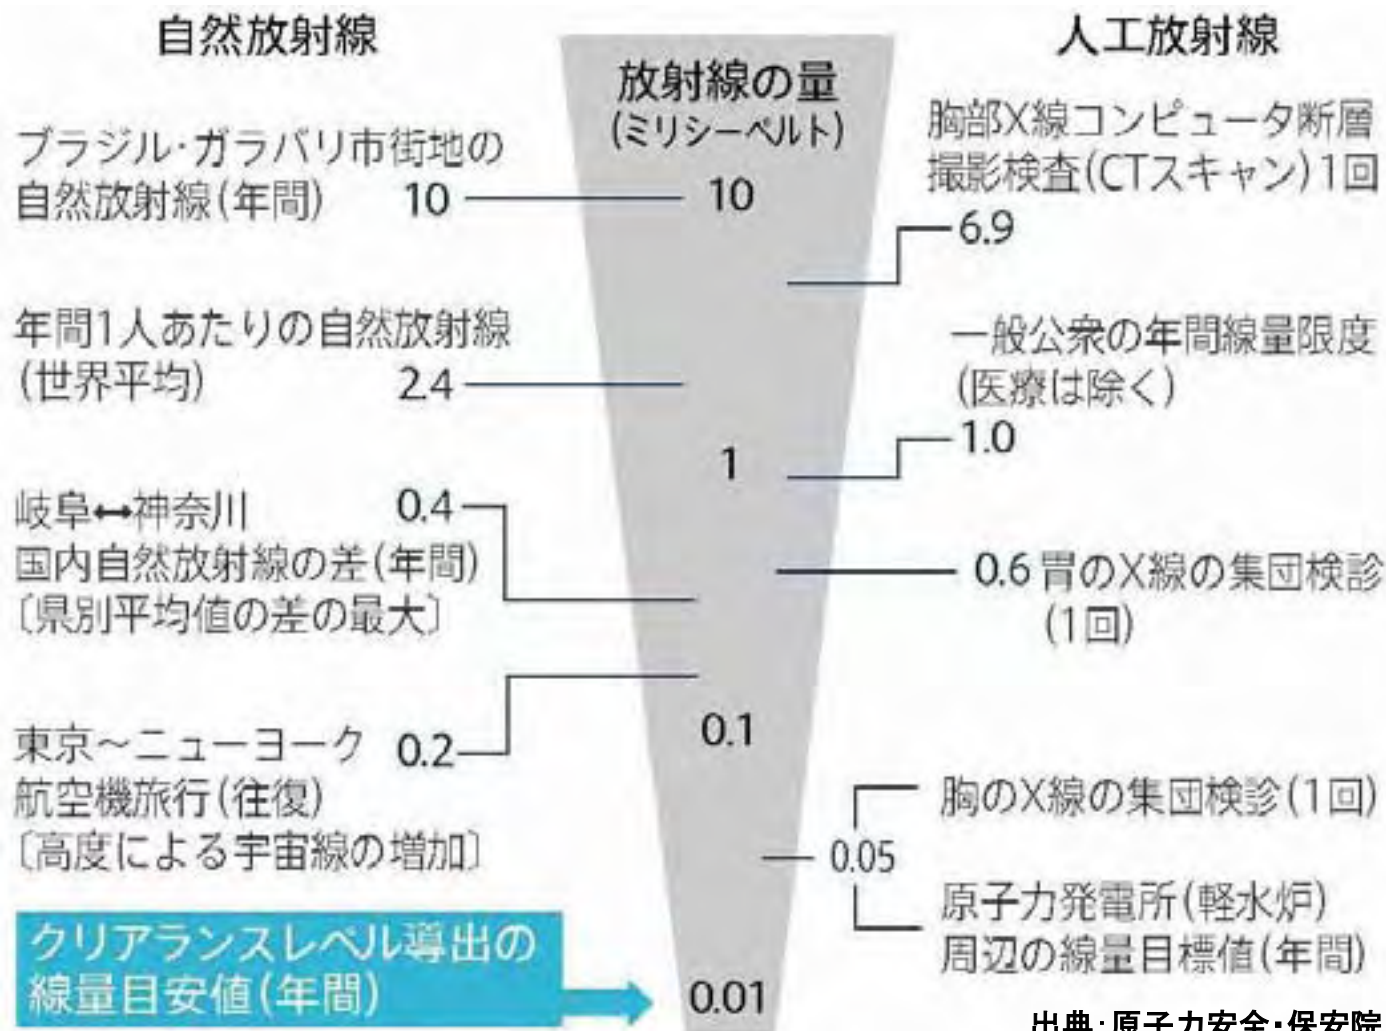 自然放射線
ブラジル・ガラバリ市街地の
自然放射線(年間) 10
年間1人あたりの自然放射線
(世界平均) 2.4
岐阜↔神奈川 0.4
国内自然放射線の差(年間)
〔県別平均値の差の最大〕
東京〜ニューヨーク 0.2
航空機旅行(往復)
〔高度による宇宙線の増加〕
クリアランスレベル導出の
線量目安値(年間)
放射線の量
(ミリシーベルト)
10
1
0.1
0.01
人工放射線
胸部X線コンピュータ断層
撮影検査(CTスキャン)1回
6.9
一般公衆の年間線量限度
(医療は除く)
1.0
0.6 胃のX線の集団検診
(1回)
胸のX線の集団検診(1回)
0.05
原子力発電所(軽水炉)
周辺の線量目標値(年間)
出典:原子力安全・保安院